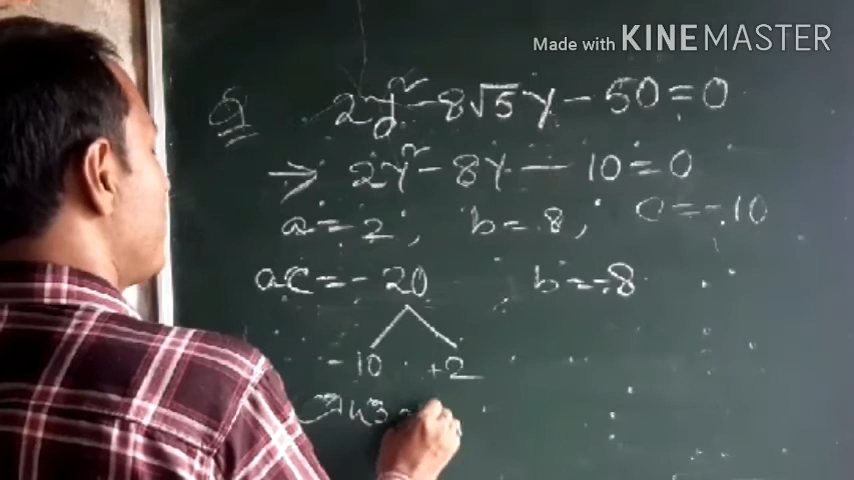 Made with KINEMASTER
Q 2y² - 8√5y - 50 = 0
⇒ 2y² - 8y - 10 = 0
a = 2, b = 8, c = -10
ac = -20 b = -8
-10 +2